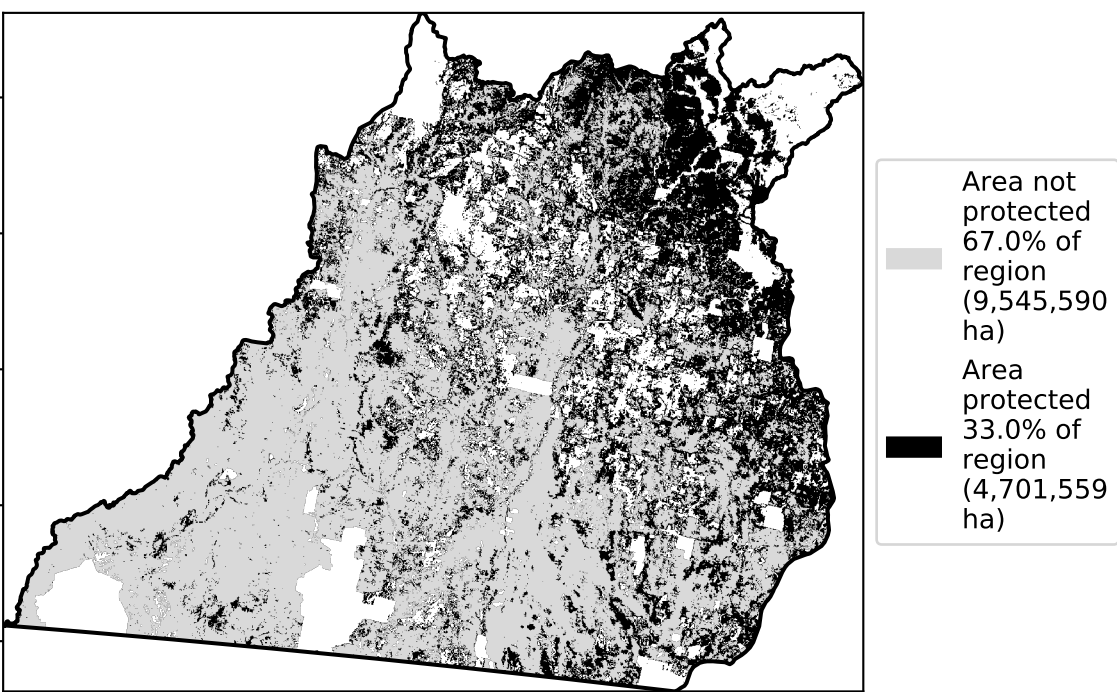 Area not
protected
67.0% of
region
(9,545,590
ha)
Area
protected
33.0% of
region
(4,701,559
ha)